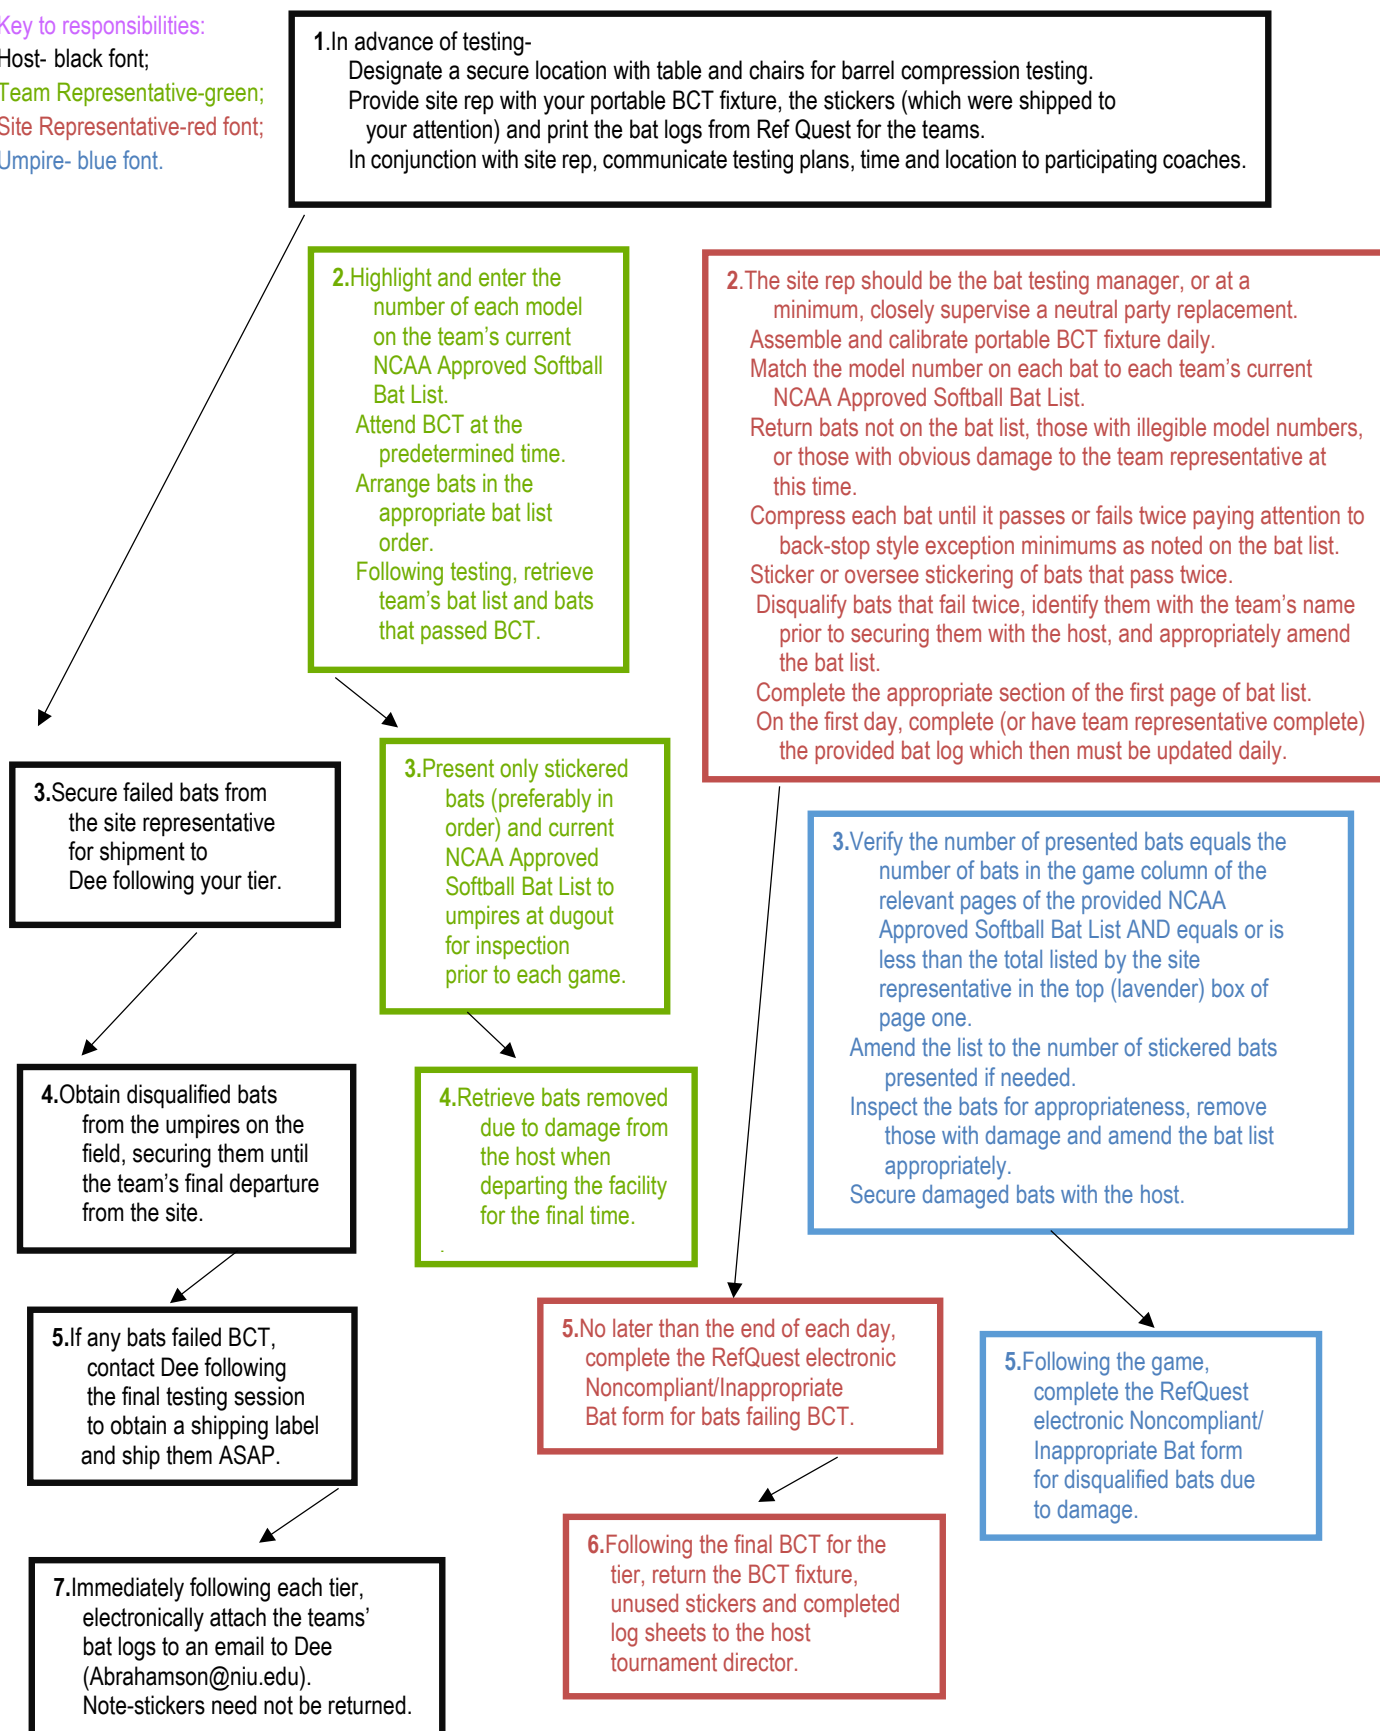 Key to responsibilities:
Host- black font;
Team Representative-green;
Site Representative-red font;
Umpire- blue font.
1.In advance of testing-
Designate a secure location with table and chairs for barrel compression testing.
Provide site rep with your portable BCT fixture, the stickers (which were shipped to
your attention) and print the bat logs from Ref Quest for the teams.
In conjunction with site rep, communicate testing plans, time and location to participating coaches.
2.Highlight and enter the
number of each model
on the team’s current
NCAA Approved Softball
Bat List.
Attend BCT at the
predetermined time.
Arrange bats in the
appropriate bat list
order.
Following testing, retrieve
team’s bat list and bats
that passed BCT.
2.The site rep should be the bat testing manager, or at a
minimum, closely supervise a neutral party replacement.
Assemble and calibrate portable BCT fixture daily.
Match the model number on each bat to each team’s current
NCAA Approved Softball Bat List.
Return bats not on the bat list, those with illegible model numbers,
or those with obvious damage to the team representative at
this time.
Compress each bat until it passes or fails twice paying attention to
back-stop style exception minimums as noted on the bat list.
Sticker or oversee stickering of bats that pass twice.
Disqualify bats that fail twice, identify them with the team’s name
prior to securing them with the host, and appropriately amend
the bat list.
Complete the appropriate section of the first page of bat list.
On the first day, complete (or have team representative complete)
the provided bat log which then must be updated daily.
3.Secure failed bats from
the site representative
for shipment to
Dee following your tier.
3.Present only stickered
bats (preferably in
order) and current
NCAA Approved
Softball Bat List to
umpires at dugout
for inspection
prior to each game.
3.Verify the number of presented bats equals the
number of bats in the game column of the
relevant pages of the provided NCAA
Approved Softball Bat List AND equals or is
less than the total listed by the site
representative in the top (lavender) box of
page one.
Amend the list to the number of stickered bats
presented if needed.
Inspect the bats for appropriateness, remove
those with damage and amend the bat list
appropriately.
Secure damaged bats with the host.
4.Obtain disqualified bats
from the umpires on the
field, securing them until
the team’s final departure
from the site.
4.Retrieve bats removed
due to damage from
the host when
departing the facility
for the final time.
.
5.If any bats failed BCT,
contact Dee following
the final testing session
to obtain a shipping label
and ship them ASAP.
5.No later than the end of each day,
complete the RefQuest electronic
Noncompliant/Inappropriate
Bat form for bats failing BCT.
5.Following the game,
complete the RefQuest
electronic Noncompliant/
Inappropriate Bat form
for disqualified bats due
to damage.
6.Following the final BCT for the
tier, return the BCT fixture,
unused stickers and completed
log sheets to the host
tournament director.
7.Immediately following each tier,
electronically attach the teams’
bat logs to an email to Dee
(Abrahamson@niu.edu).
Note-stickers need not be returned.